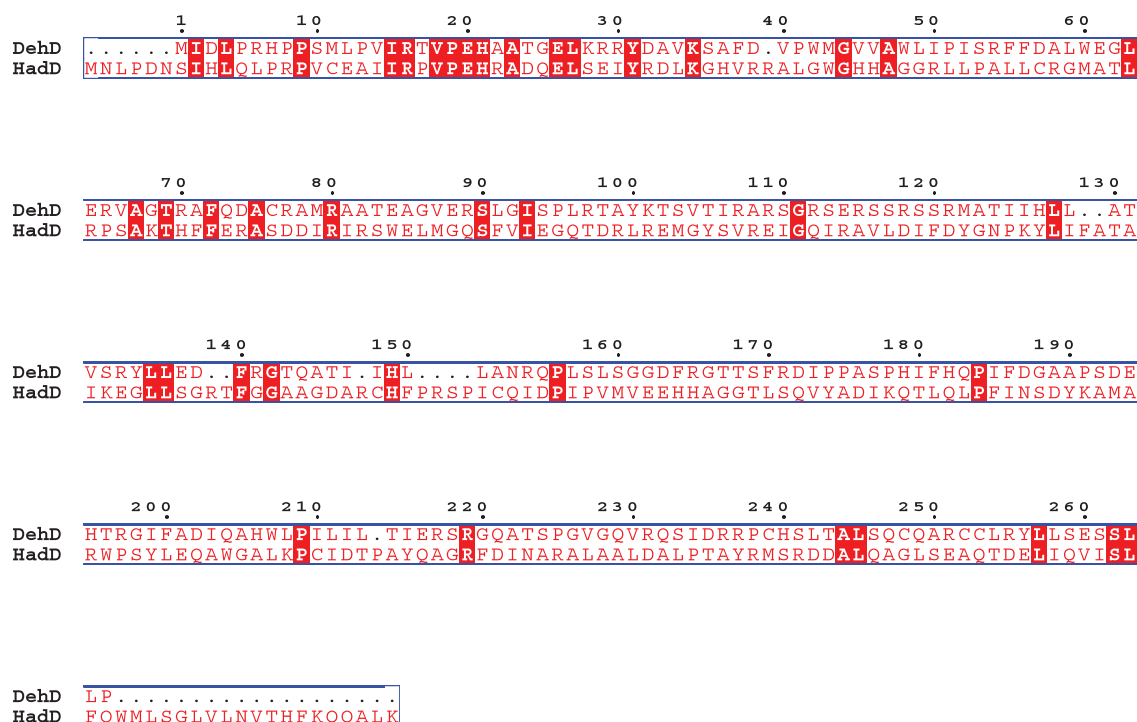 1 10 20 30 40 50 60
DehD ......MIDLPRHPPSMLPVIRTVPEHAATGELKRRYDAVKSAFD.VPWMGVVAWLIPISRFFDALWEGL
HadD MNLPDNSIHLQLPRPVCEAIIRPVPEHRADQELSEIYRDLKGHVRRALGWGHHAGGRLLPALLCRGMATL
70 80 90 100 110 120 130
DehD ERVAGTRAFQDACRAMRAATEAGVERSLGISPLRTAYKTSVTIRARSGRSERSSRSSRMATIIHLL..AT
HadD RPSAKTHFFERASDDIRIRSWELMGQSFVIEGQTDRLREMGYSVREIGQIRAVLDIFDYGNPKYLIFATA
140 150 160 170 180 190
DehD VSRYLLED..FRGTQATI.IHL....LANRQPLSLSGGDFRGTTSFRDIPPASPHIFHQPIFDGAAPSDE
HadD IKEGLLSGRTFGGAAGDARCHFPRSPICQIDPIPVMVEEHHAGGTLSQVYADIKQTLQLPFINSDYKAMA
200 210 220 230 240 250 260
DehD HTRGIFADIQAHWLPILIL.TIERSRGQATSPGVGQVRQSIDRRPCHSLTALSQCQARCCLRYLLSESSL
HadD RWPSYLEQAWGALKPCIDTPAYQAGRFDINARALAALDALPTAYRMSRDDALQAGLSEAQTDELIQVISL
DehD LP...................
HadD FQWMLSGLVLNVTHFKQQALK